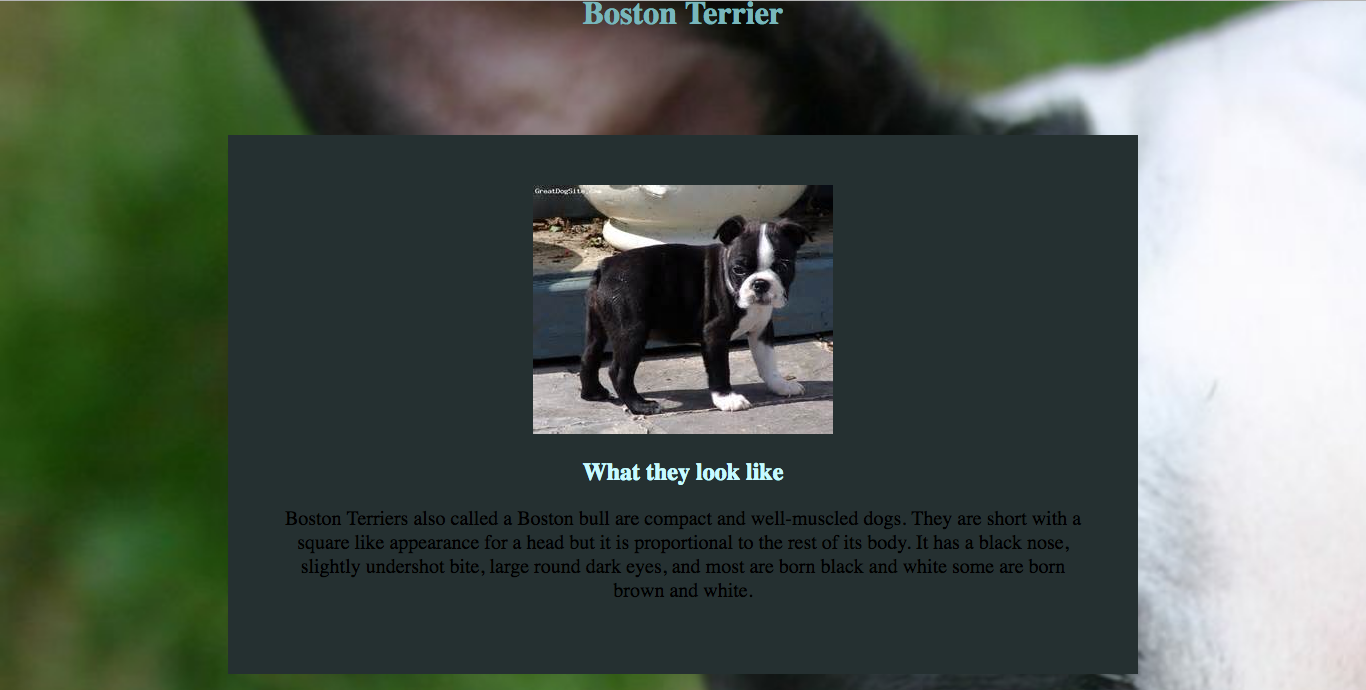 Boston Terrier
GreatDogSite.com
What they look like
Boston Terriers also called a Boston bull are compact and well-muscled dogs. They are short with a
square like appearance for a head but it is proportional to the rest of its body. It has a black nose,
slightly undershot bite, large round dark eyes, and most are born black and white some are born
brown and white.